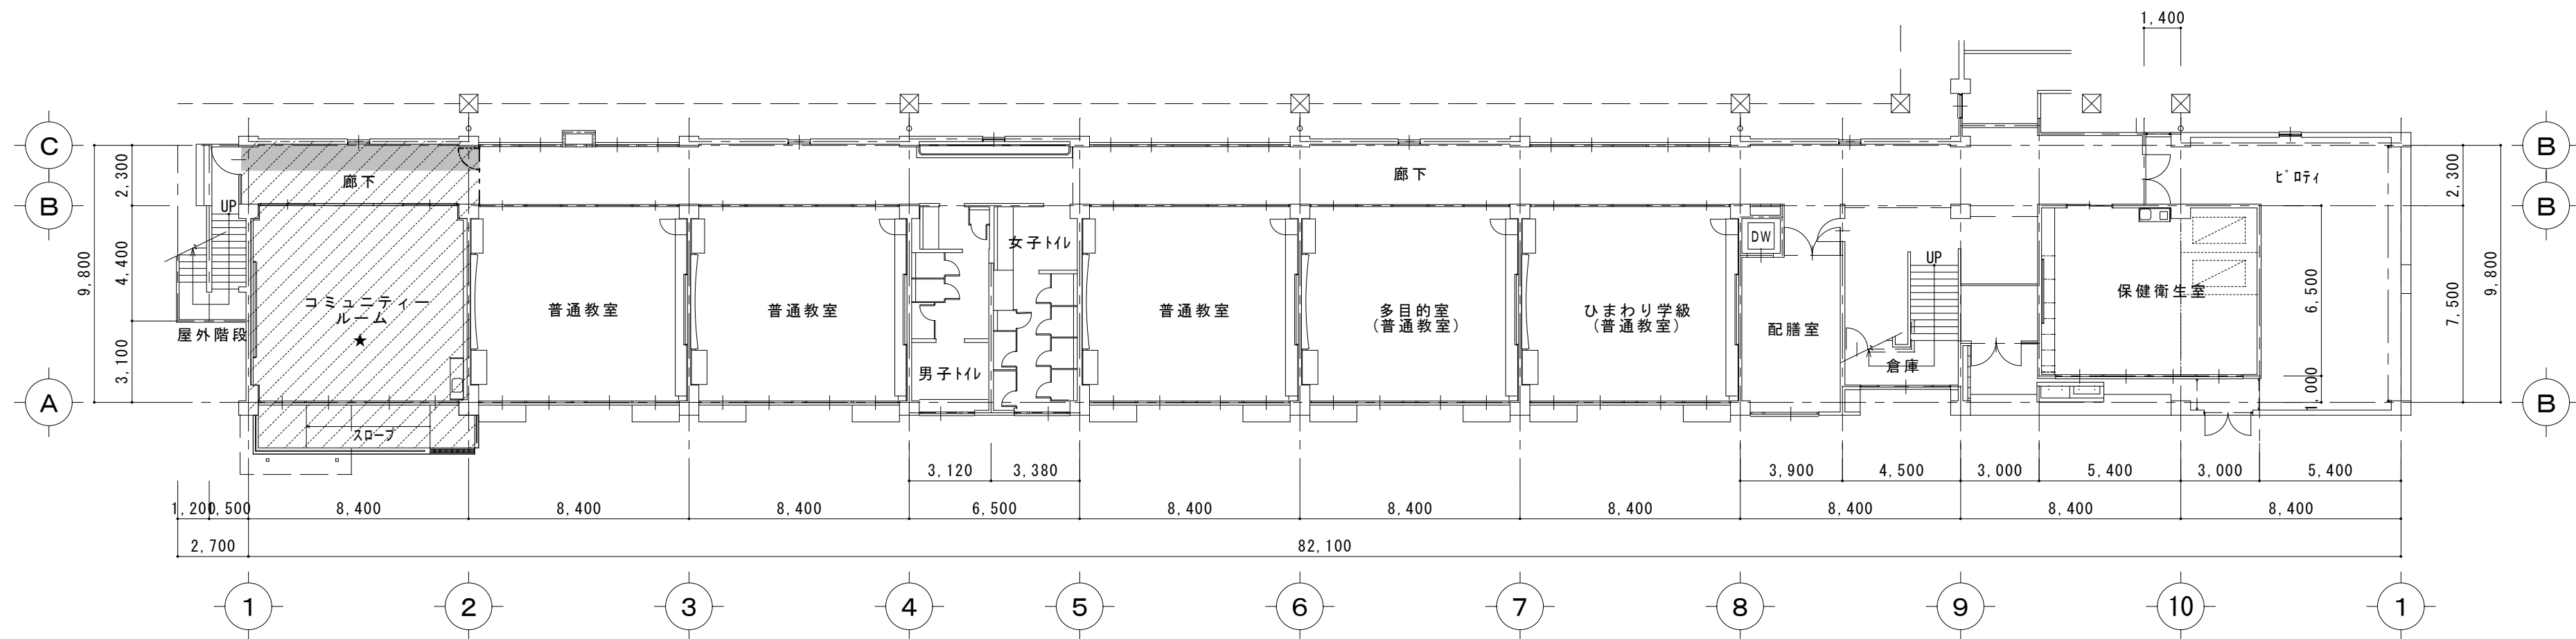 1,400
C
B
B
B
2,300
2,300
廊下
廊下
ピロティ
UP
9,800
4,400
女子トイレ
DW
UP
保健衛生室
6,500
7,500
9,800
コミュニティー
ルーム
★
普通教室
普通教室
普通教室
多目的室
(普通教室)
ひまわり学級
(普通教室)
配膳室
屋外階段
3,100
男子トイレ
倉庫
1,000
A
B
スロープ
3,120
3,380
3,900
4,500
3,000
5,400
3,000
5,400
1,200
8,400
8,400
8,400
6,500
8,400
8,400
8,400
8,400
8,400
8,400
2,700
82,100
1
2
3
4
5
6
7
8
9
10
1